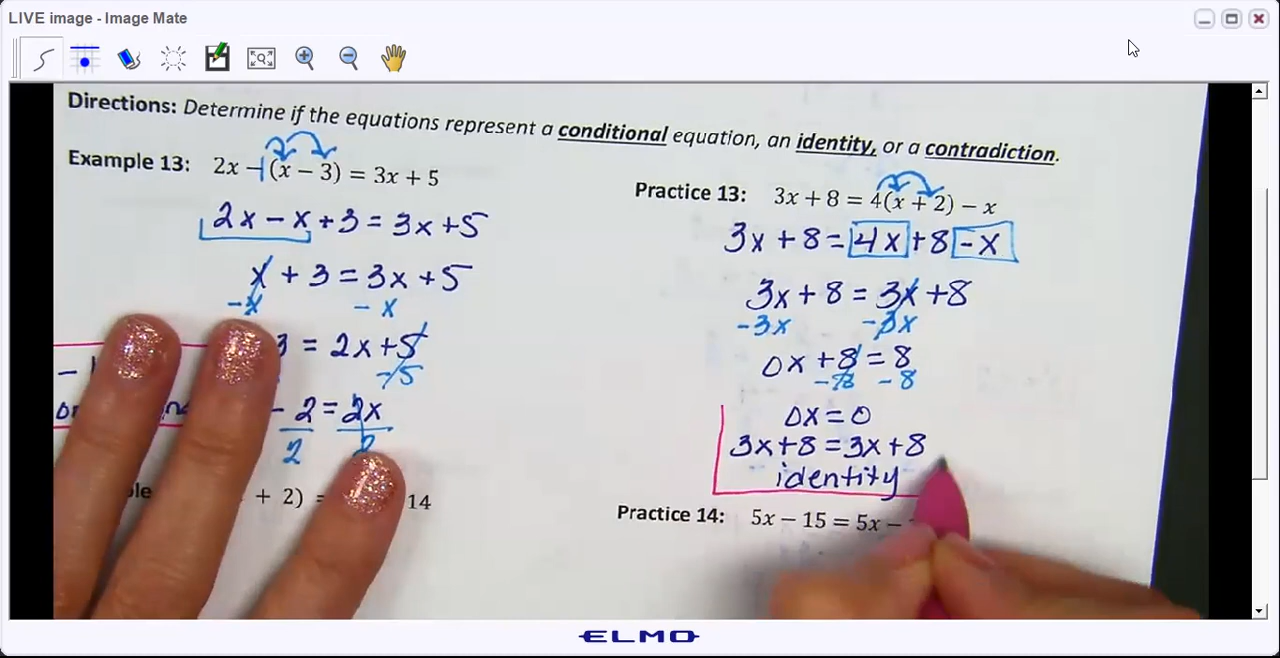 LIVE image - Image Mate
Directions: Determine if the equations represent a conditional equation, an identity, or a contradiction.
Example 13: 2x - 1(x - 3) = 3x + 5
2x - x + 3 = 3x + 5
x + 3 = 3x + 5
-x - x
3 = 2x + 5
-5
- 2 = 2x
2 2
+ 2) = 14
Practice 13: 3x + 8 = 4(x + 2) - x
3x + 8 = 4x + 8 - x
3x + 8 = 3x + 8
-3x -3x
0x + 8 = 8
-8 -8
0x = 0
3x + 8 = 3x + 8
identity
Practice 14: 5x - 15 = 5x -
ELMO